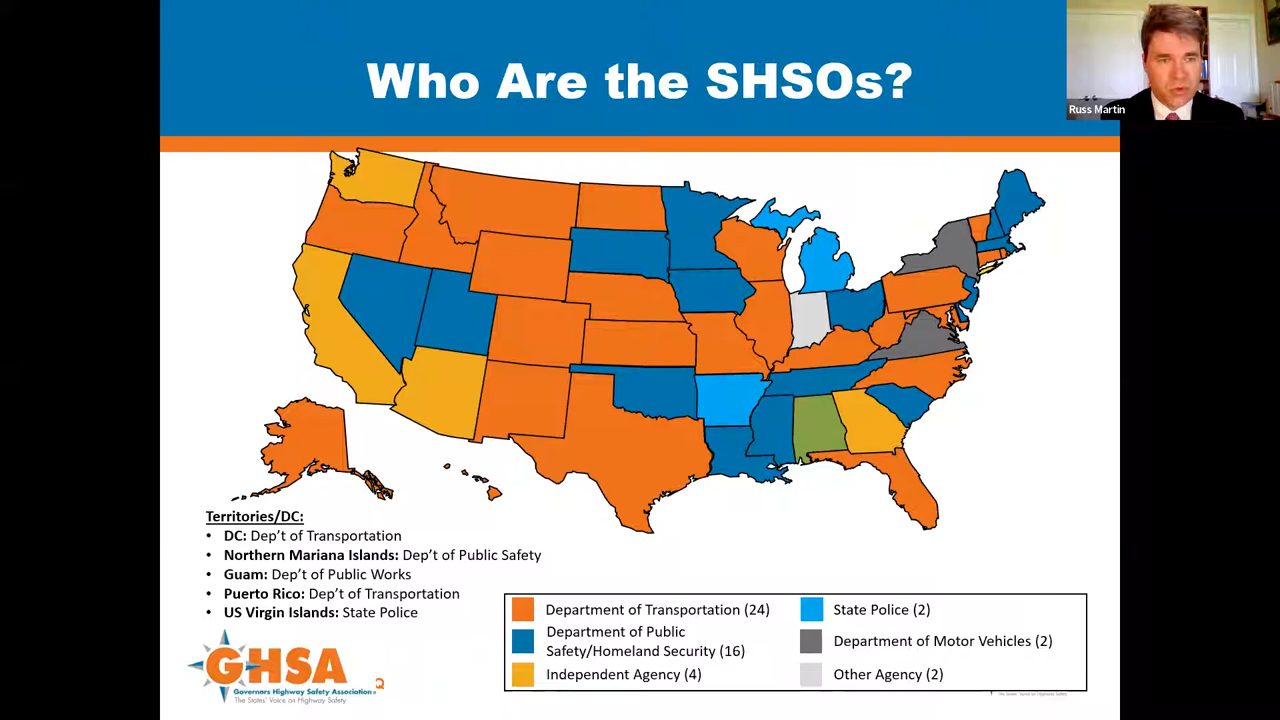 Who Are the SHSOs?
Russ Martin
Territories/DC:
• DC: Dep't of Transportation
• Northern Mariana Islands: Dep't of Public Safety
• Guam: Dep't of Public Works
• Puerto Rico: Dep't of Transportation
• US Virgin Islands: State Police
Department of Transportation (24)
Department of Public
Safety/Homeland Security (16)
Independent Agency (4)
State Police (2)
Department of Motor Vehicles (2)
Other Agency (2)
GHSA
Governors Highway Safety Association
The States' Voice on Highway Safety